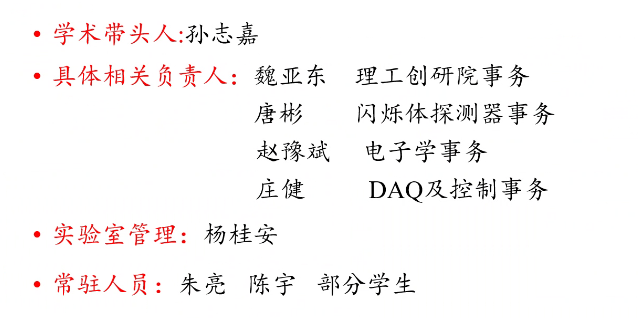 • 学术带头人:孙志嘉
• 具体相关负责人：魏亚东 理工创研院事务
唐彬 闪烁体探测器事务
赵豫斌 电子学事务
庄健 DAQ及控制事务
• 实验室管理：杨桂安
• 常驻人员：朱亮 陈宇 部分学生